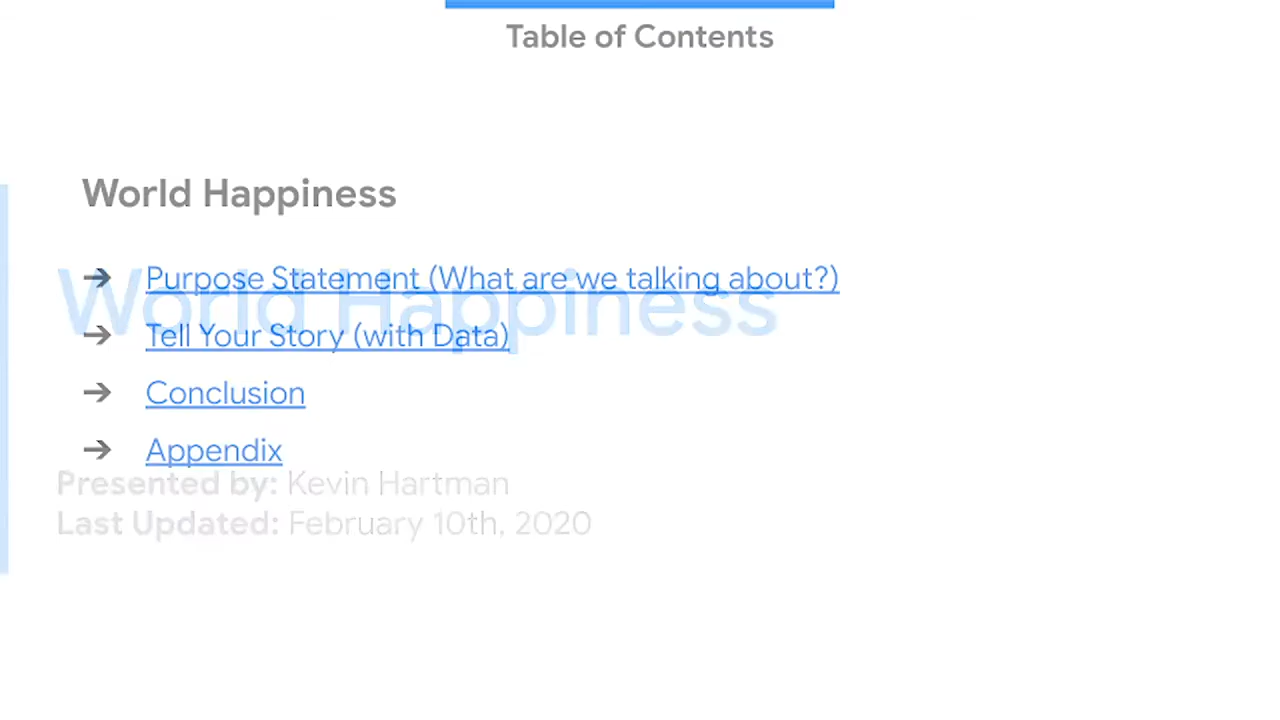 Table of Contents
World Happiness
➔ Purpose Statement (What are we talking about?)
World Happiness
➔ Tell Your Story (with Data)
➔ Conclusion
➔ Appendix
Presented by: Kevin Hartman
Last Updated: February 10th, 2020